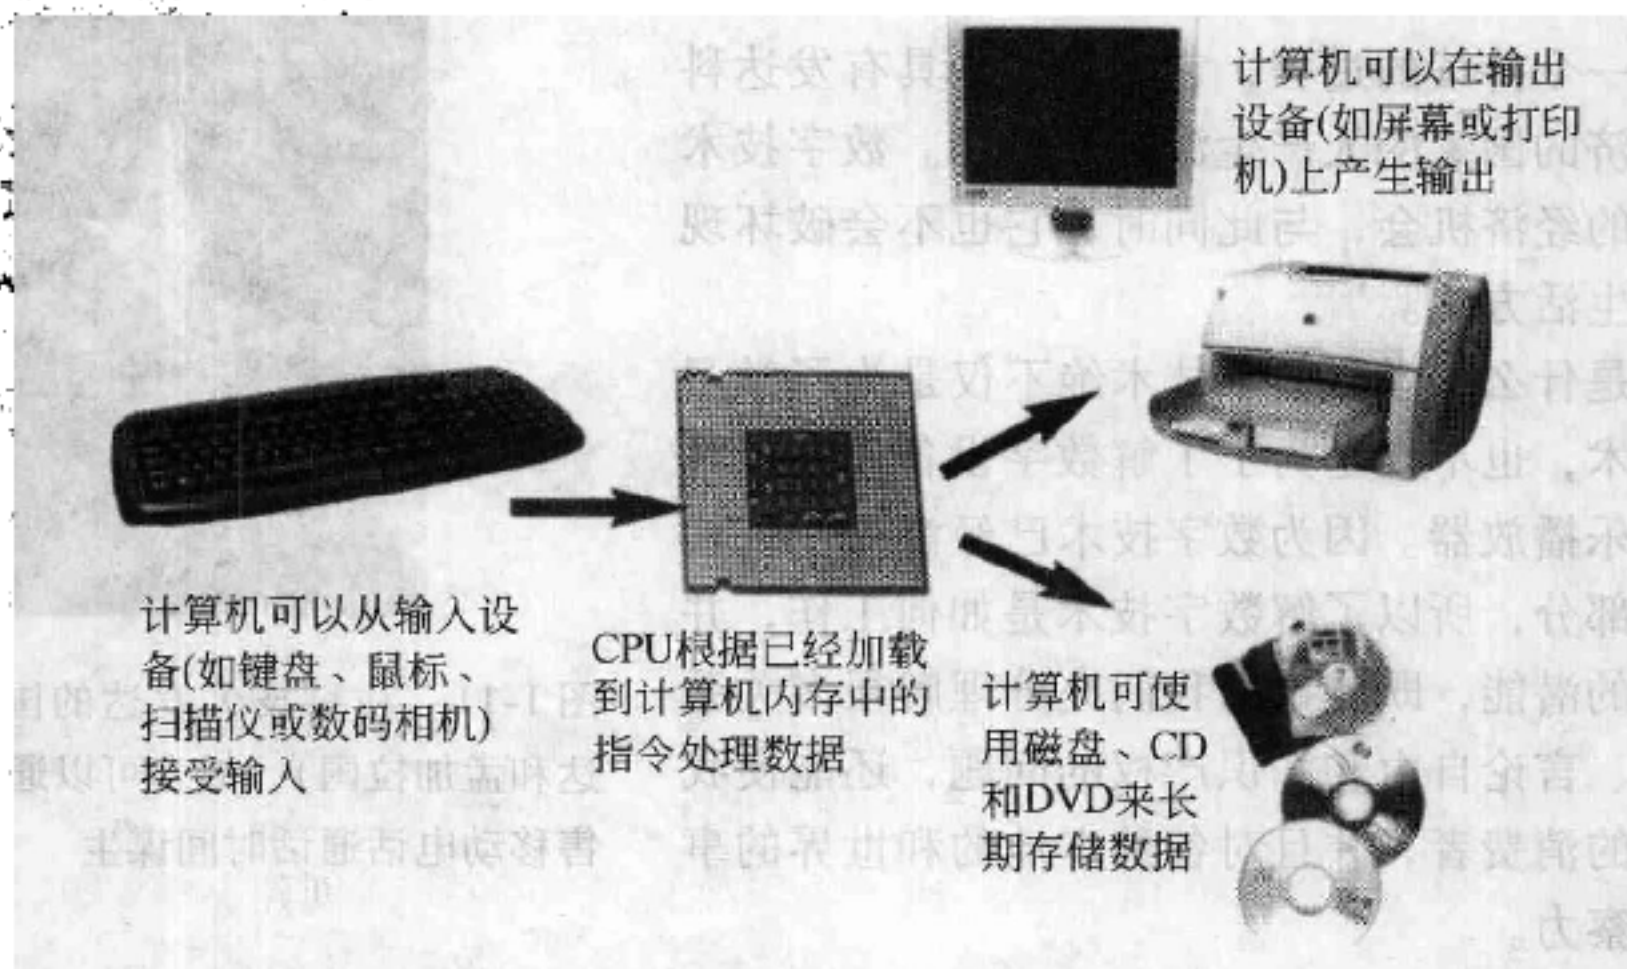 计算机可以在输出
设备(如屏幕或打印
机)上产生输出
计算机可以从输入设
备(如键盘、鼠标、
扫描仪或数码相机)
接受输入
CPU根据已经加载
到计算机内存中的
指令处理数据
计算机可使
用磁盘、CD
和DVD来长
期存储数据